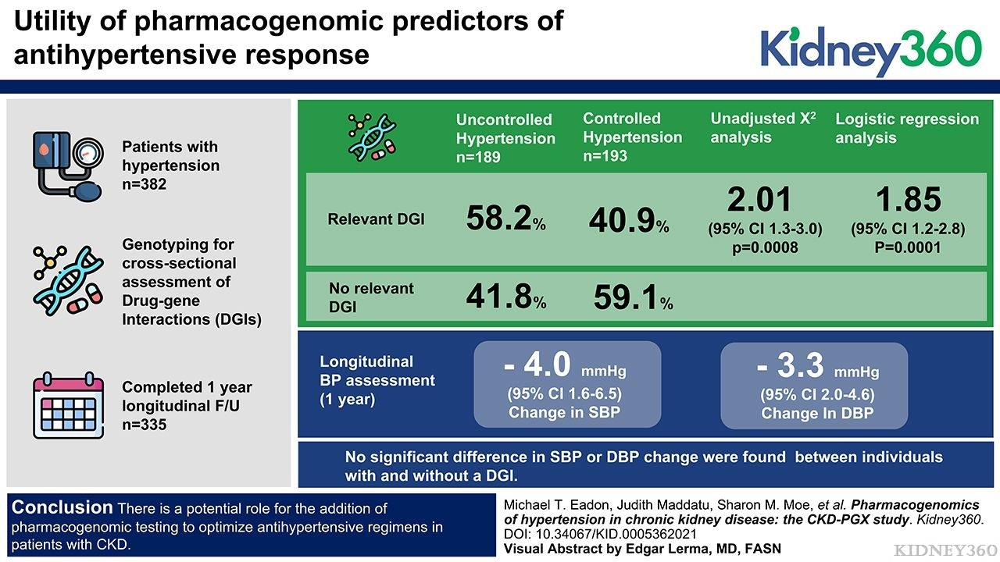 Utility of pharmacogenomic predictors of
antihypertensive response
Kidney360
Patients with
hypertension
n=382
Genotyping for
cross-sectional
assessment of
Drug-gene
Interactions (DGIs)
Completed 1 year
longitudinal F/U
n=335
Uncontrolled
Hypertension
n=189
Controlled
Hypertension
n=193
Unadjusted X²
analysis
Logistic regression
analysis
Relevant DGI
58.2%
40.9%
2.01
(95% CI 1.3-3.0)
p=0.0008
1.85
(95% CI 1.2-2.8)
P=0.0001
No relevant
DGI
41.8%
59.1%
Longitudinal
BP assessment
(1 year)
- 4.0 mmHg
(95% CI 1.6-6.5)
Change in SBP
- 3.3 mmHg
(95% CI 2.0-4.6)
Change In DBP
No significant difference in SBP or DBP change were found between individuals
with and without a DGI.
Conclusion There is a potential role for the addition of
pharmacogenomic testing to optimize antihypertensive regimens in
patients with CKD.
Michael T. Eadon, Judith Maddatu, Sharon M. Moe, et al. Pharmacogenomics
of hypertension in chronic kidney disease: the CKD-PGX study. Kidney360.
DOI: 10.34067/KID.0005362021
Visual Abstract by Edgar Lerma, MD, FASN
KIDNEY360